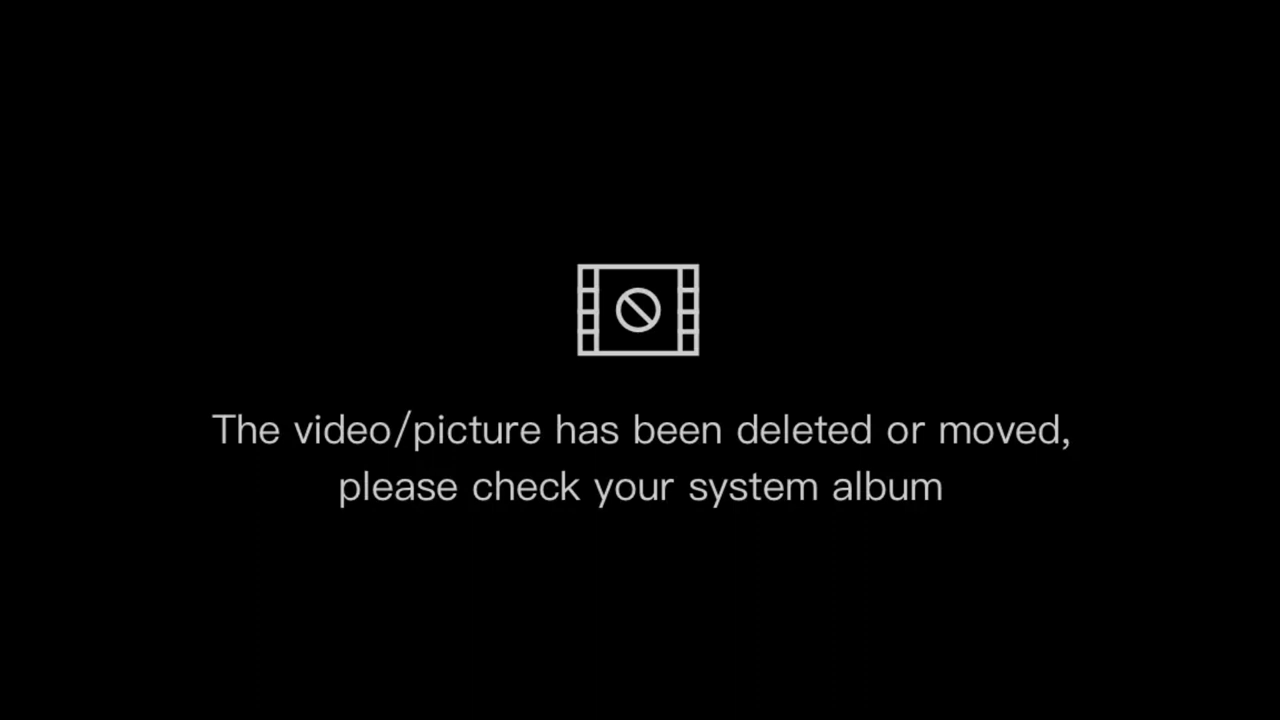 The video/picture has been deleted or moved,
please check your system album